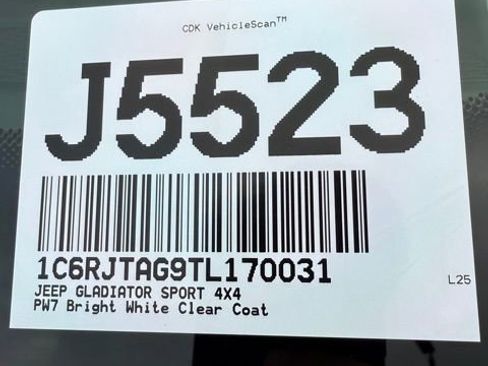 CDK VehicleScan™
J5523
1C6RJTAG9TL170031
JEEP GLADIATOR SPORT 4X4
PW7 Bright White Clear Coat
L25